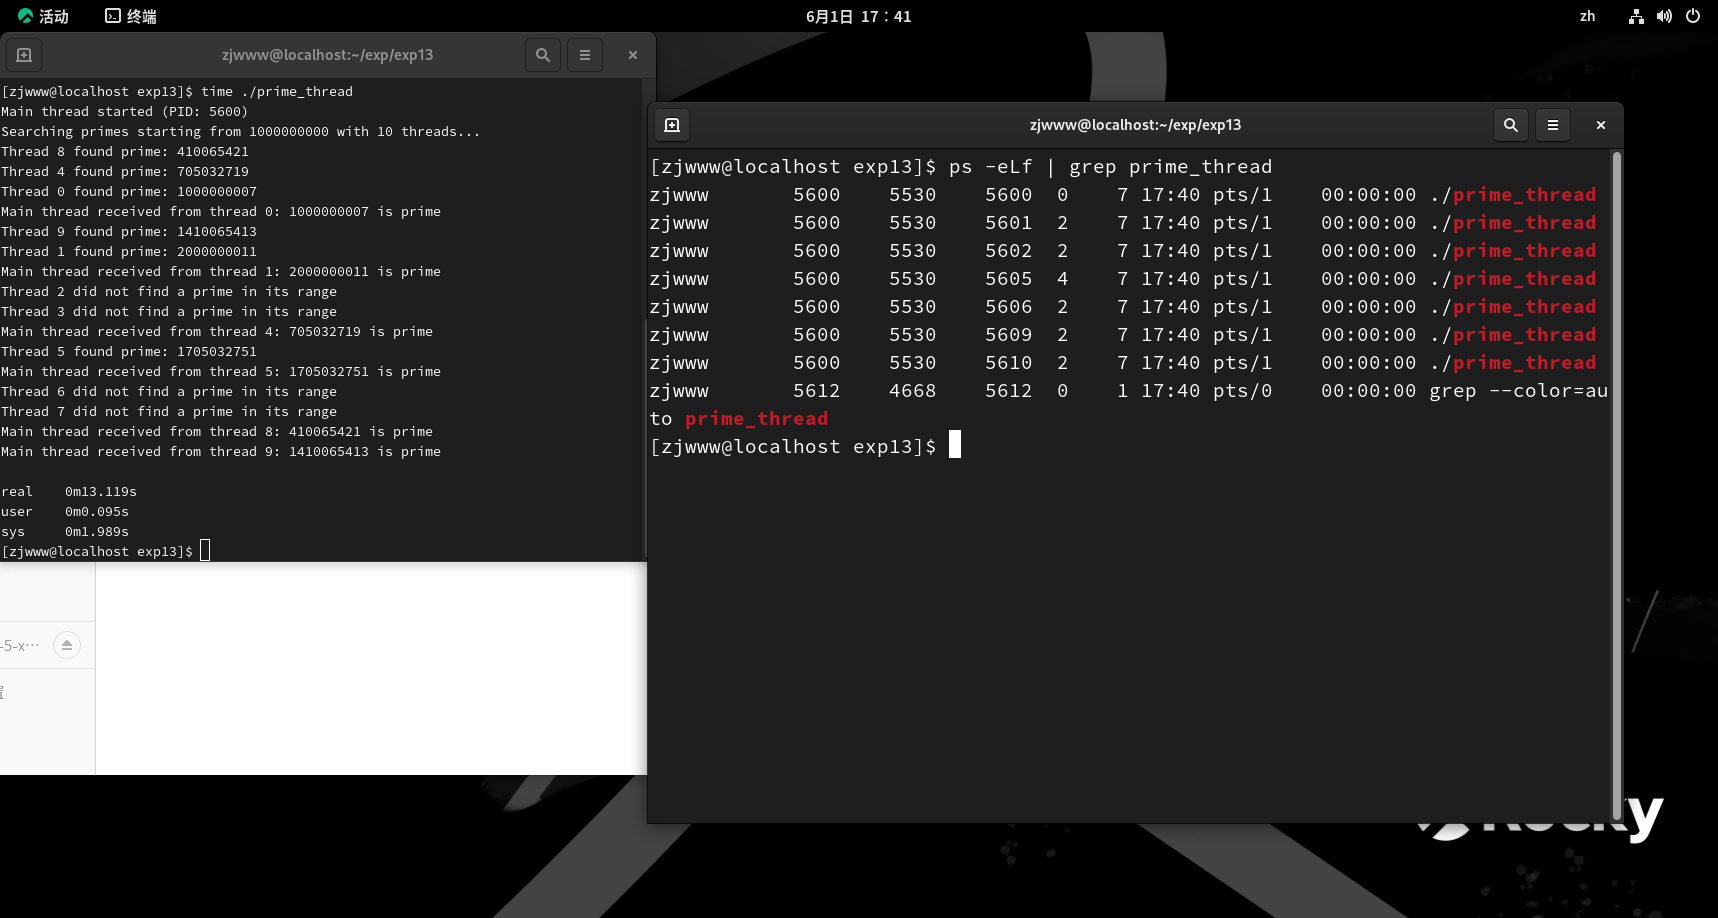 活动 终端 6月1日 17：41 zh
zjwww@localhost:~/exp/exp13
[zjwww@localhost exp13]$ time ./prime_thread
Main thread started (PID: 5600)
Searching primes starting from 1000000000 with 10 threads...
Thread 8 found prime: 410065421
Thread 4 found prime: 705032719
Thread 0 found prime: 1000000007
Main thread received from thread 0: 1000000007 is prime
Thread 9 found prime: 1410065413
Thread 1 found prime: 2000000011
Main thread received from thread 1: 2000000011 is prime
Thread 2 did not find a prime in its range
Thread 3 did not find a prime in its range
Main thread received from thread 4: 705032719 is prime
Thread 5 found prime: 1705032751
Main thread received from thread 5: 1705032751 is prime
Thread 6 did not find a prime in its range
Thread 7 did not find a prime in its range
Main thread received from thread 8: 410065421 is prime
Main thread received from thread 9: 1410065413 is prime
real 0m13.119s
user 0m0.095s
sys 0m1.989s
[zjwww@localhost exp13]$
-5-x…
zjwww@localhost:~/exp/exp13
[zjwww@localhost exp13]$ ps -eLf | grep prime_thread
zjwww 5600 5530 5600 0 7 17:40 pts/1 00:00:00 ./prime_thread
zjwww 5600 5530 5601 2 7 17:40 pts/1 00:00:00 ./prime_thread
zjwww 5600 5530 5602 2 7 17:40 pts/1 00:00:00 ./prime_thread
zjwww 5600 5530 5605 4 7 17:40 pts/1 00:00:00 ./prime_thread
zjwww 5600 5530 5606 2 7 17:40 pts/1 00:00:00 ./prime_thread
zjwww 5600 5530 5609 2 7 17:40 pts/1 00:00:00 ./prime_thread
zjwww 5600 5530 5610 2 7 17:40 pts/1 00:00:00 ./prime_thread
zjwww 5612 4668 5612 0 1 17:40 pts/0 00:00:00 grep --color=au
to prime_thread
[zjwww@localhost exp13]$
Rocky